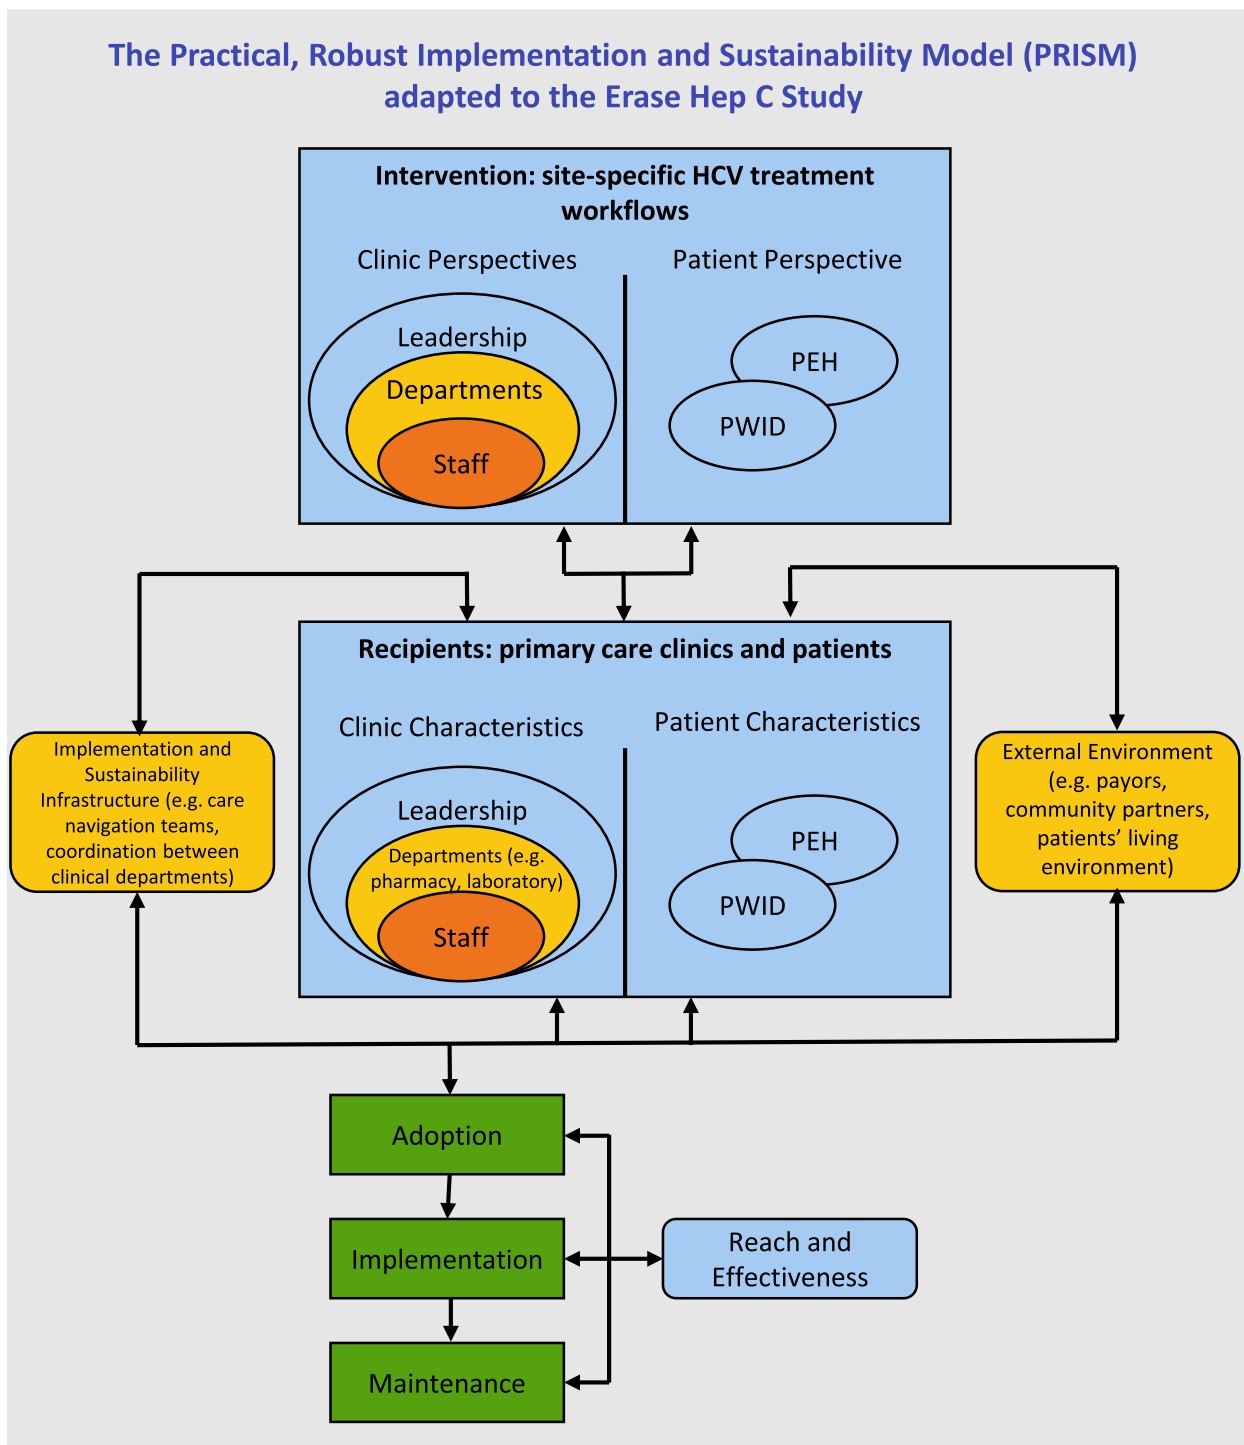 The Practical, Robust Implementation and Sustainability Model (PRISM)
adapted to the Erase Hep C Study
Intervention: site-specific HCV treatment
workflows
Clinic Perspectives
Patient Perspective
Leadership
Departments
Staff
PEH
PWID
Recipients: primary care clinics and patients
Clinic Characteristics
Patient Characteristics
Leadership
Departments (e.g.
pharmacy, laboratory)
Staff
PEH
PWID
Implementation and
Sustainability
Infrastructure (e.g. care
navigation teams,
coordination between
clinical departments)
External Environment
(e.g. payors,
community partners,
patients’ living
environment)
Adoption
Implementation
Maintenance
Reach and
Effectiveness